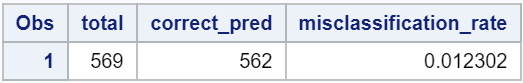 Obs total correct_pred misclassification_rate
1 569 562 0.012302